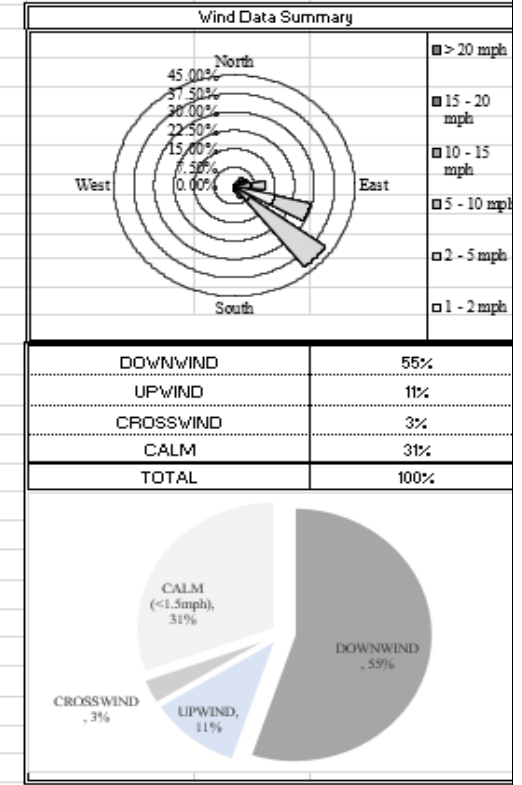 Wind Data Summary
North
45.00%
37.50%
30.00%
22.50%
15.00%
7.50%
0.00%
West
East
South
> 20 mph
15 - 20
mph
10 - 15
mph
5 - 10 mph
2 - 5 mph
1 - 2 mph
DOWNWIND 55%
UPWIND 11%
CROSSWIND 3%
CALM 31%
TOTAL 100%
CALM
(<1.5mph),
31%
DOWNWIND
, 55%
CROSSWIND
, 3%
UPWIND,
11%